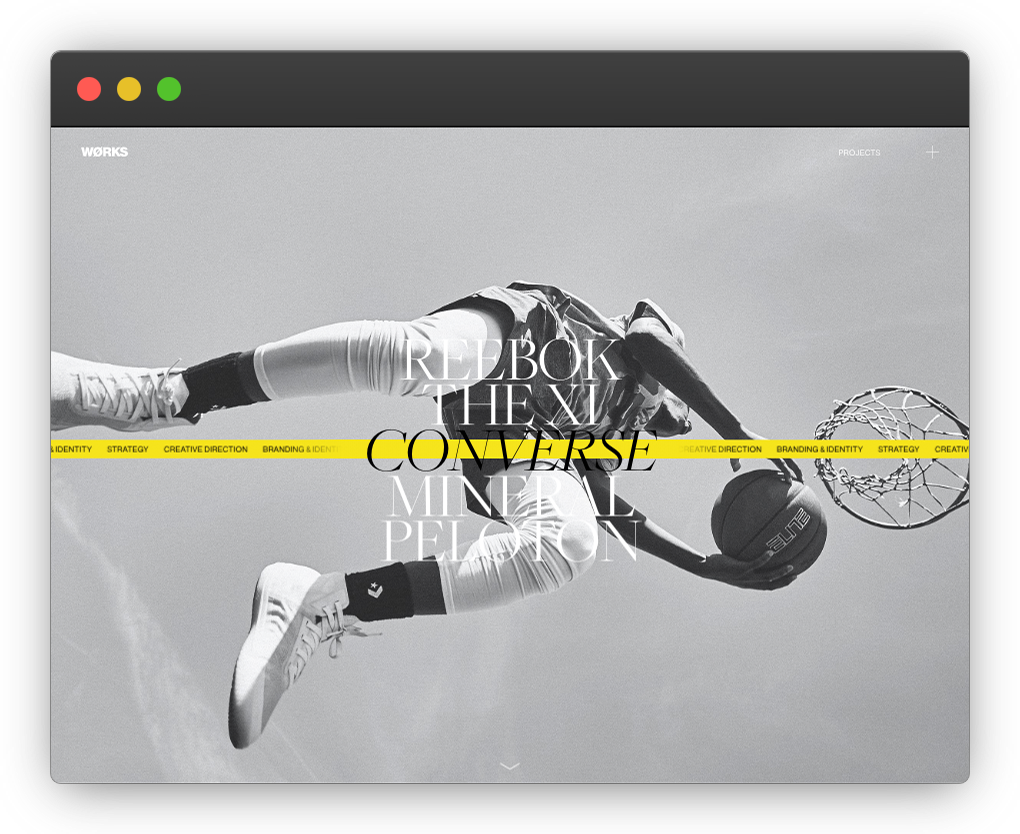 WØRKS
PROJECTS
REEBOK
THE XI
& IDENTITY STRATEGY CREATIVE DIRECTION BRANDING & IDENT
CONVERSE
CREATIVE DIRECTION BRANDING & IDENTITY STRATEGY CREATIV
MINERAL
PELOTON
ELITE